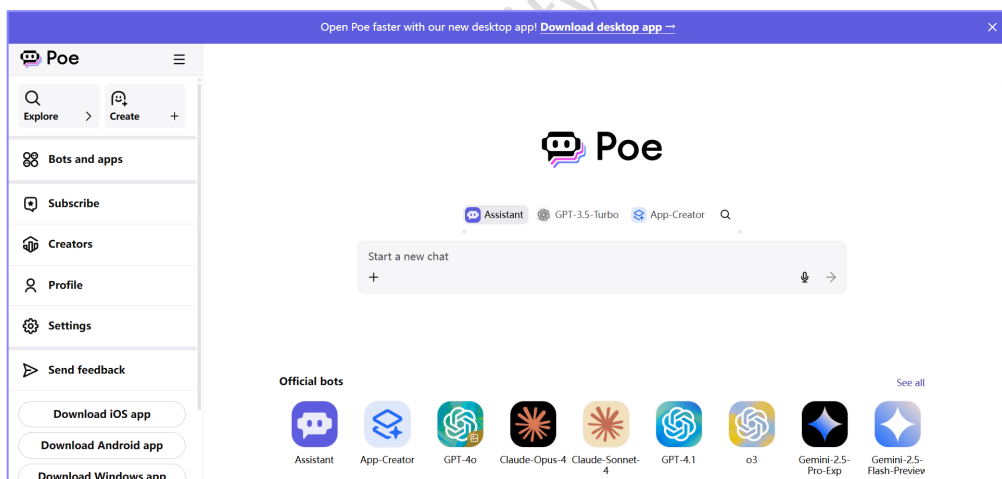 Open Poe faster with our new desktop app! Download desktop app →
Poe
Explore
Create
Bots and apps
Subscribe
Creators
Profile
Settings
Send feedback
Download iOS app
Download Android app
Download Windows app
Poe
Assistant GPT-3.5-Turbo App-Creator
Start a new chat
Official bots
See all
Assistant
App-Creator
GPT-4o
Claude-Opus-4
Claude-Sonnet-
4
GPT-4.1
o3
Gemini-2.5-
Pro-Exp
Gemini-2.5-
Flash-Preview